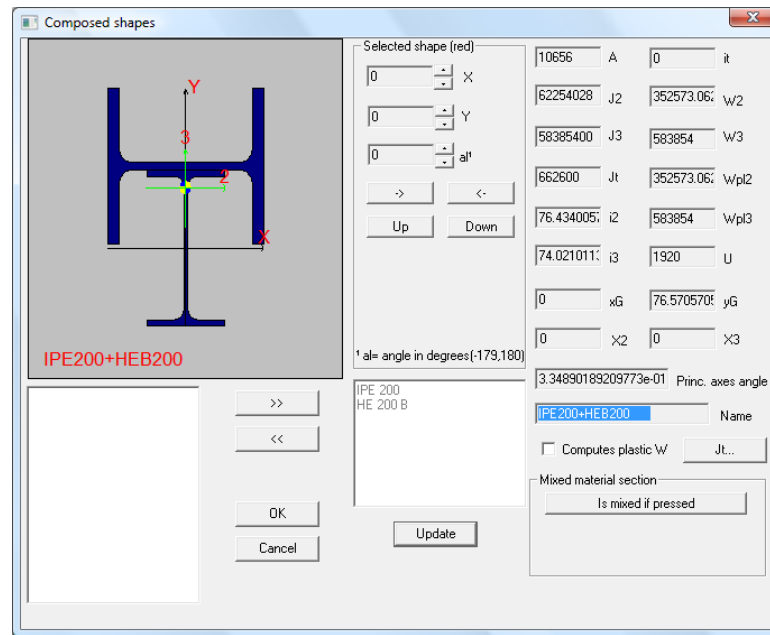 Composed shapes
Y
3
2
X
IPE200+HEB200
Selected shape (red)
0 X
0 Y
0 al¹
-> <-
Up Down
¹ al= angle in degrees(-179,180)
10656 A 0 it
62254028 J2 352573.062 W2
58385400 J3 583854 W3
662600 Jt 352573.062 Wpl2
76.4340057 i2 583854 Wpl3
74.0210113 i3 1920 U
0 xG 76.5705705 yG
0 X2 0 X3
3.34890189209773e-01 Princ. axes angle
IPE200+HEB200 Name
Computes plastic W Jt...
Mixed material section
Is mixed if pressed
>>
<<
OK
Cancel
IPE 200
HE 200 B
Update